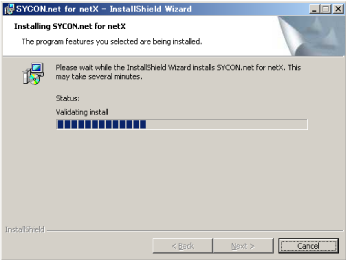 SYCON.net for netX - InstallShield Wizard
Installing SYCON.net for netX
The program features you selected are being installed.
Please wait while the InstallShield Wizard installs SYCON.net for netX. This
may take several minutes.
Status:
Validating install
InstallShield
< Back
Next >
Cancel